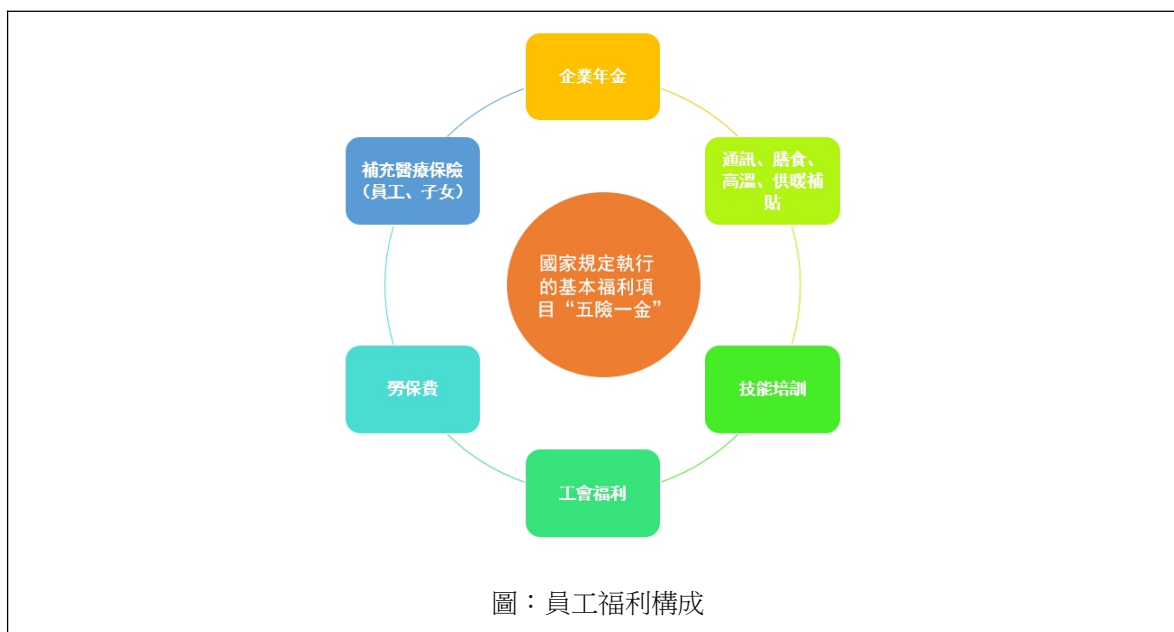 企業年金
補充醫療保險
（員工、子女）
通訊、膳食、
高溫、供暖補
貼
國家規定執行
的基本福利項
目“五險一金”
勞保費
技能培訓
工會福利
圖：員工福利構成